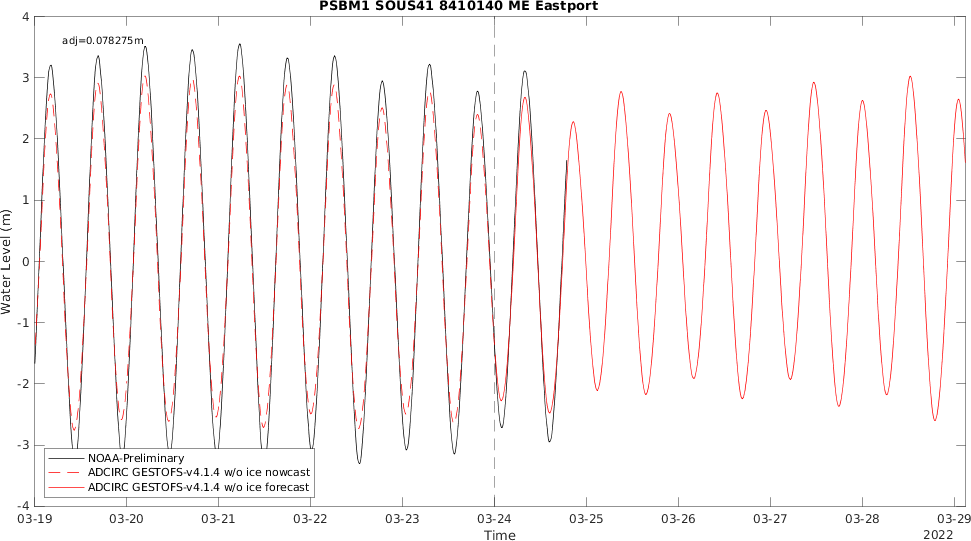 PSBM1 SOUS41 8410140 ME Eastport
4
adj=0.078275m
3
2
1
0
-1
-2
-3
-4
Water Level (m)
NOAA-Preliminary
ADCIRC GESTOFS-v4.1.4 w/o ice nowcast
ADCIRC GESTOFS-v4.1.4 w/o ice forecast
03-19 03-20 03-21 03-22 03-23 03-24 03-25 03-26 03-27 03-28 03-29
Time
2022